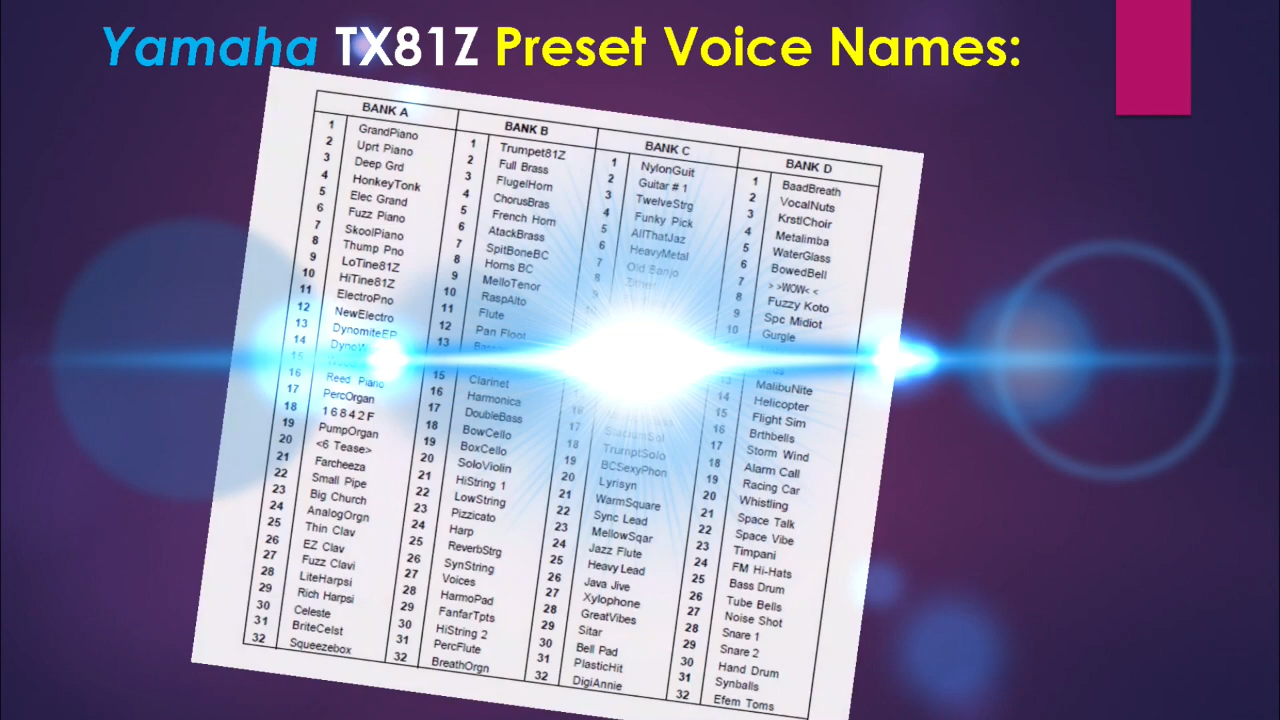 Yamaha TX81Z Preset Voice Names:
BANK A
1 GrandPiano
2 Uprt Piano
3 Deep Grd
4 HonkeyTonk
5 Elec Grand
6 Fuzz Piano
7 SkoolPiano
8 Thump Pno
9 LoTine81Z
10 HiTine81Z
11 ElectroPno
12 NewElectro
13 DynomiteEP
14
15
16 Reed Piano
17 PercOrgan
18 16842F
19 PumpOrgan
20 <6 Tease>
21 Farcheeza
22 Small Pipe
23 Big Church
24 AnalogOrgn
25 Thin Clav
26 EZ Clav
27 Fuzz Clavi
28 LiteHarpsi
29 Rich Harpsi
30 Celeste
31 BriteCelst
32 Squeezebox
BANK B
1 Trumpet81Z
2 Full Brass
3 FlugelHorn
4 ChorusBras
5 French Horn
6 AtackBrass
7 SpitBoneBC
8 Horns BC
9 MelloTenor
10 RaspAlto
11 Flute
12 Pan Floot
13
15 Clarinet
16 Harmonica
17 DoubleBass
18 BowCello
19 BoxCello
20 SoloViolin
21 HiString 1
22 LowString
23 Pizzicato
24 Harp
25 ReverbStrg
26 SynString
27 Voices
28 HarmoPad
29 FanfarTpts
30 HiString 2
31 PercFlute
32 BreathOrgn
BANK C
1 NylonGuit
2 Guitar # 1
3 TwelveStrg
4 Funky Pick
5 AllThatJaz
6 HeavyMetal
7 Old Banjo
8 Zither
9
16
17 StadiumSol
18 TrumptSolo
19 BCSexyPhon
20 Lyrisyn
21 WarmSquare
22 Sync Lead
23 MellowSqar
24 Jazz Flute
25 HeavyLead
26 Java Jive
27 Xylophone
28 GreatVibes
29 Sitar
30 Bell Pad
31 PlasticHit
32 DigiAnnie
BANK D
1 BaadBreath
2 VocalNuts
3 KrstlChoir
4 Metalimba
5 WaterGlass
6 BowedBell
7 >>WOW<<
8 Fuzzy Koto
9 Spc Midiot
10 Gurgle
13 MalibuNite
14 Helicopter
15 Flight Sim
16 Brthbells
17 Storm Wind
18 Alarm Call
19 Racing Car
20 Whistling
21 Space Talk
22 Space Vibe
23 Timpani
24 FM Hi-Hats
25 Bass Drum
26 Tube Bells
27 Noise Shot
28 Snare 1
29 Snare 2
30 Hand Drum
31 Synballs
32 Efem Toms